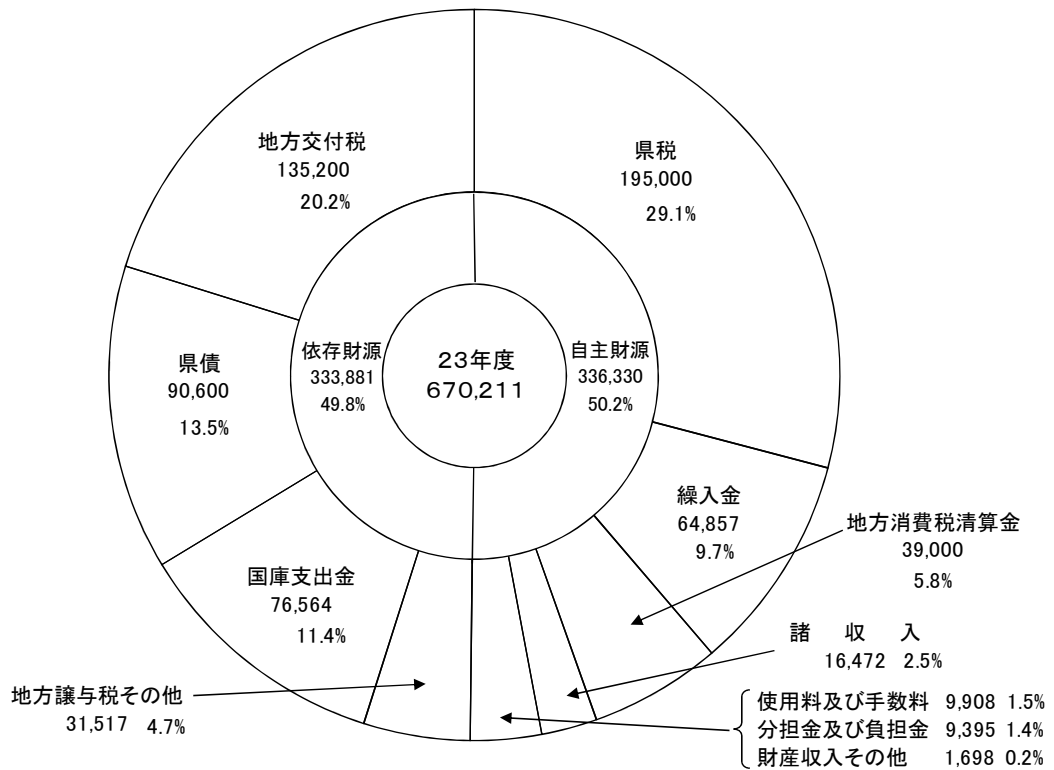 地方交付税
135,200
20.2%
県税
195,000
29.1%
県債
90,600
13.5%
依存財源
333,881
49.8%
23年度
670,211
自主財源
336,330
50.2%
繰入金
64,857
9.7%
地方消費税清算金
39,000
5.8%
国庫支出金
76,564
11.4%
諸 収 入
16,472 2.5%
地方譲与税その他
31,517 4.7%
使用料及び手数料 9,908 1.5%
分担金及び負担金 9,395 1.4%
財産収入その他 1,698 0.2%